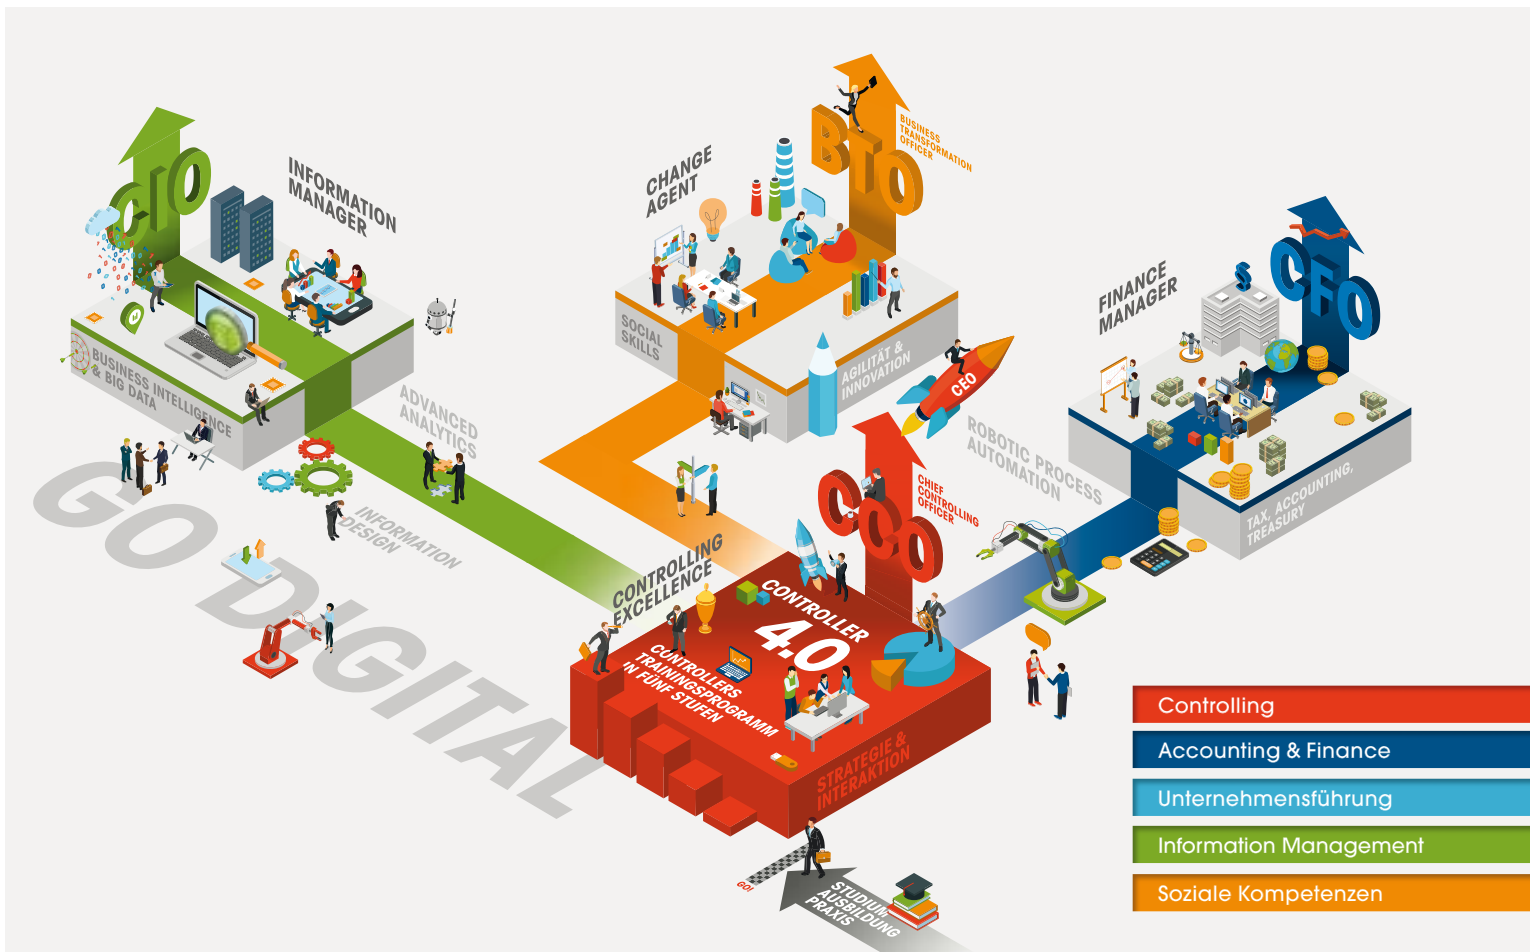 CIO
INFORMATION
MANAGER
BUSINESS INTELLIGENCE
& BIG DATA
ADVANCED
ANALYTICS
INFORMATION
DESIGN
GO DIGITAL
CHANGE
AGENT
BTO
BUSINESS
TRANSFORMATION
OFFICER
SOCIAL
SKILLS
AGILITÄT &
INNOVATION
CEO
ROBOTIC PROCESS
AUTOMATION
FINANCE
MANAGER
§
CFO
TAX, ACCOUNTING,
TREASURY
CCO
CHIEF
CONTROLLING
OFFICER
CONTROLLING
EXCELLENCE
CONTROLLER
4.0
CONTROLLERS
TRAININGSPROGRAMM
IN FÜNF STUFEN
STRATEGIE &
INTERAKTION
GO!
STUDIUM
AUSBILDUNG
PRAXIS
Controlling
Accounting & Finance
Unternehmensführung
Information Management
Soziale Kompetenzen